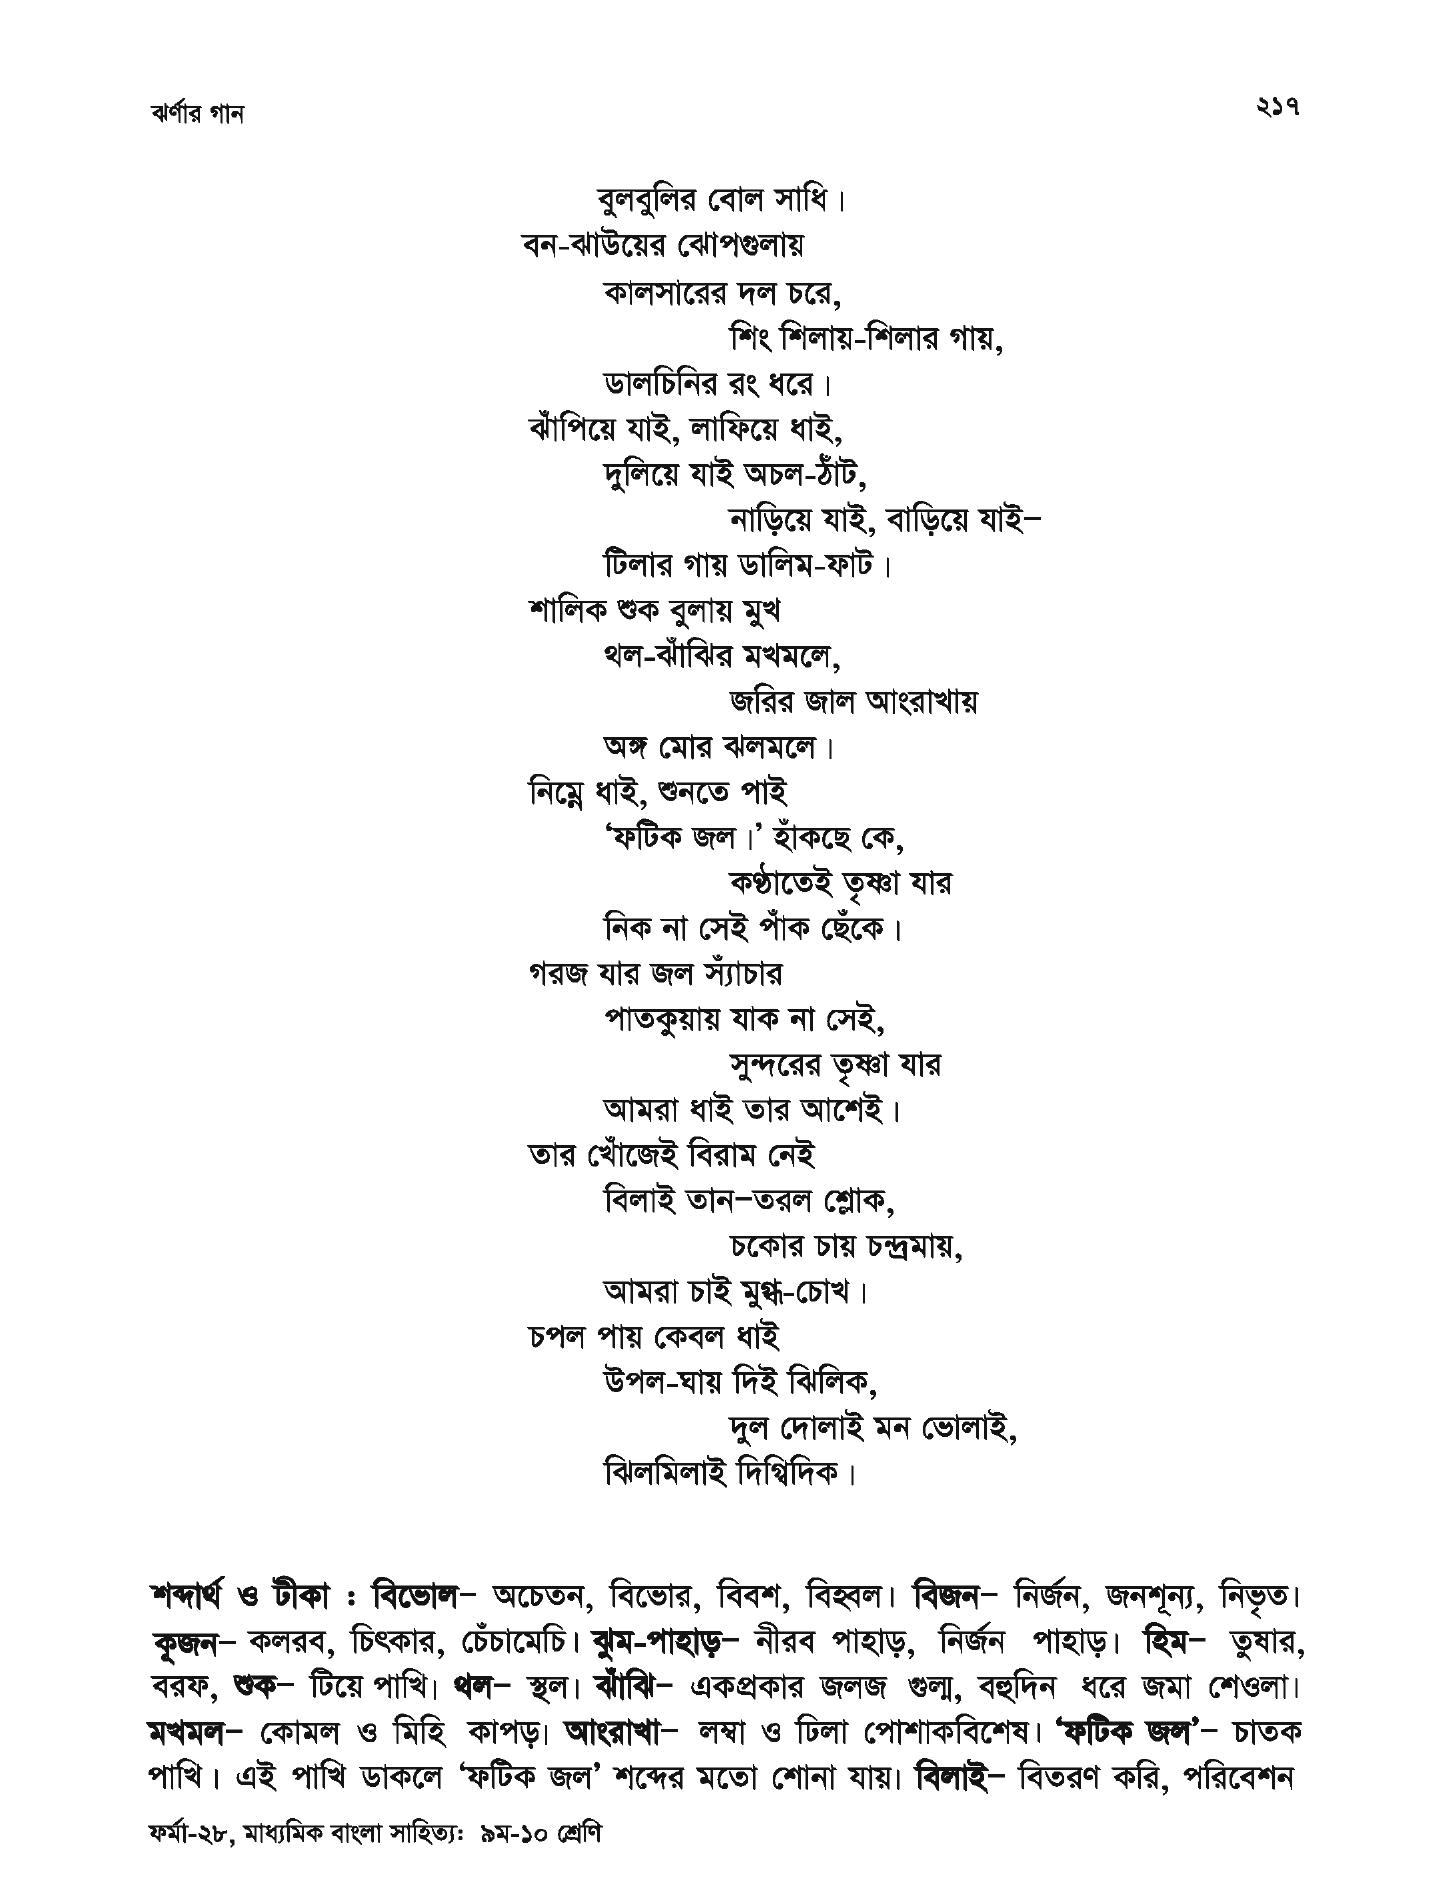 ঝর্ণার গান
২১৭
বুলবুলির বোল সাধি।
বন-ঝাউয়ের ঝোপগুলায়
কালসারের দল চরে,
শিং শিলায়-শিলার গায়,
ডালচিনির রং ধরে।
ঝাঁপিয়ে যাই, লাফিয়ে ধাই,
দুলিয়ে যাই অচল-ঠাঁট,
নাড়িয়ে যাই, বাড়িয়ে যাই–
টিলার গায় ডালিম-ফাট।
শালিক শুক বুলায় মুখ
থল-ঝাঁঝির মখমলে,
জরির জাল আংরাখায়
অঙ্গ মোর ঝলমলে।
নিম্নে ধাই, শুনতে পাই
‘ফটিক জল।’ হাঁকছে কে,
কণ্ঠাতেই তৃষ্ণা যার
নিক না সেই পাঁক ছেঁকে।
গরজ যার জল স্যাঁচার
পাতকুয়ায় যাক না সেই,
সুন্দরের তৃষ্ণা যার
আমরা ধাই তার আশেই।
তার খোঁজেই বিরাম নেই
বিলাই তান–তরল শ্লোক,
চকোর চায় চন্দ্রমায়,
আমরা চাই মুগ্ধ-চোখ।
চপল পায় কেবল ধাই
উপল-ঘায় দিই ঝিলিক,
দুল দোলাই মন ভোলাই,
ঝিলমিলাই দিগ্বিদিক।
শব্দার্থ ও টীকা : বিভোল– অচেতন, বিভোর, বিবশ, বিহ্বল। বিজন– নির্জন, জনশূন্য, নিভৃত।
কূজন– কলরব, চিৎকার, চেঁচামেচি। ঝুম-পাহাড়– নীরব পাহাড়, নির্জন পাহাড়। হিম– তুষার,
বরফ, শুক– টিয়ে পাখি। থল– স্থল। ঝাঁঝি– একপ্রকার জলজ গুল্ম, বহুদিন ধরে জমা শেওলা।
মখমল– কোমল ও মিহি কাপড়। আংরাখা– লম্বা ও ঢিলা পোশাকবিশেষ। ‘ফটিক জল’– চাতক
পাখি। এই পাখি ডাকলে ‘ফটিক জল’ শব্দের মতো শোনা যায়। বিলাই– বিতরণ করি, পরিবেশন
ফর্মা-২৮, মাধ্যমিক বাংলা সাহিত্য: ৯ম-১০ শ্রেণি